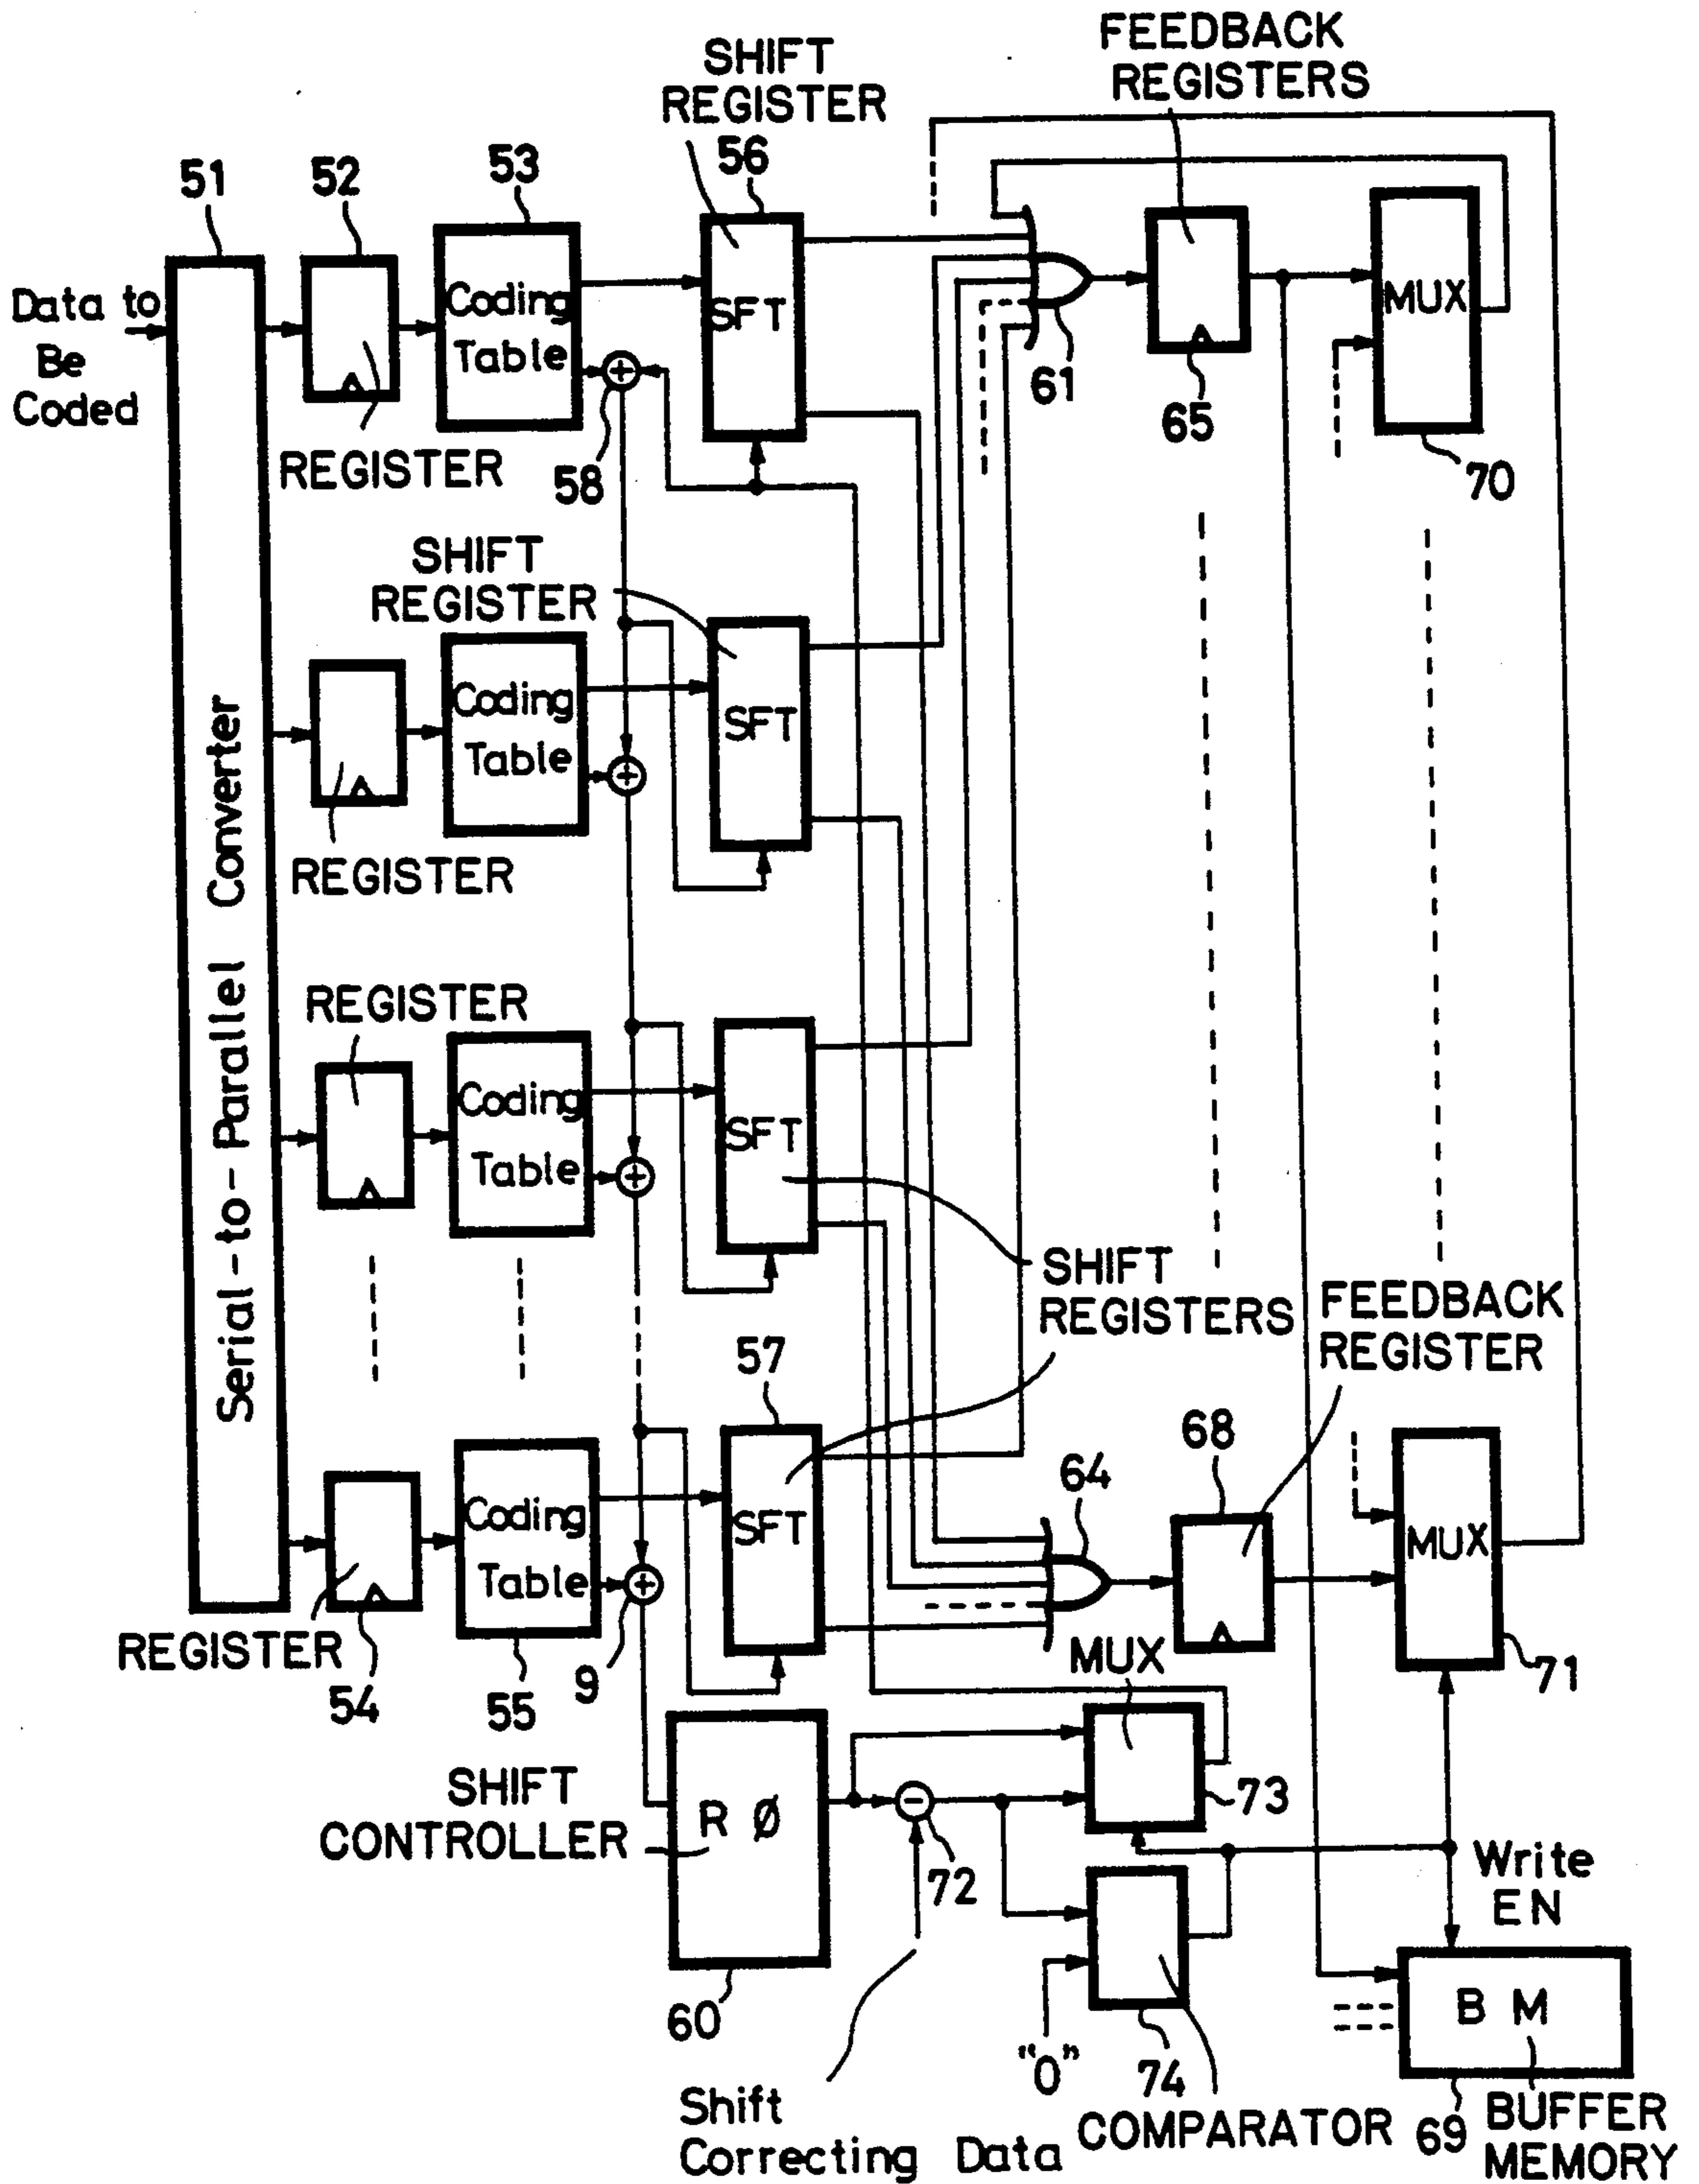 FEEDBACK
REGISTERS
SHIFT
REGISTER
56
53
52
51
Data to
Be
Coded
Coding
Table
SFT
MUX
61
65
70
REGISTER
58
SHIFT
REGISTER
Coding
Table
SFT
REGISTER
Serial-to-Parallel Converter
REGISTER
Coding
Table
SFT
SHIFT
REGISTERS
FEEDBACK
REGISTER
57
68
64
Coding
Table
SFT
MUX
REGISTER
54
55
9
MUX
71
SHIFT
CONTROLLER
R Ø
73
72
Write
EN
60
"0"
74
B M
Shift
Correcting Data
COMPARATOR
69
BUFFER
MEMORY